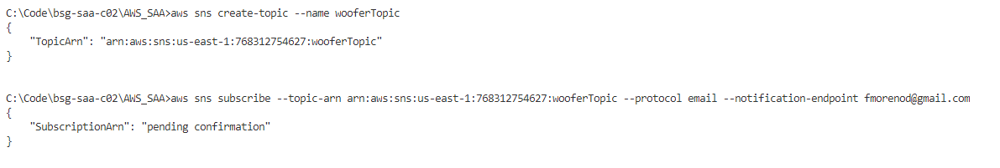 C:\Code\bsg-saa-c02\AWS_SAA>aws sns create-topic --name wooferTopic
{
    "TopicArn": "arn:aws:sns:us-east-1:768312754627:wooferTopic"
}
C:\Code\bsg-saa-c02\AWS_SAA>aws sns subscribe --topic-arn arn:aws:sns:us-east-1:768312754627:wooferTopic --protocol email --notification-endpoint fmorenod@gmail.com
{
    "SubscriptionArn": "pending confirmation"
}